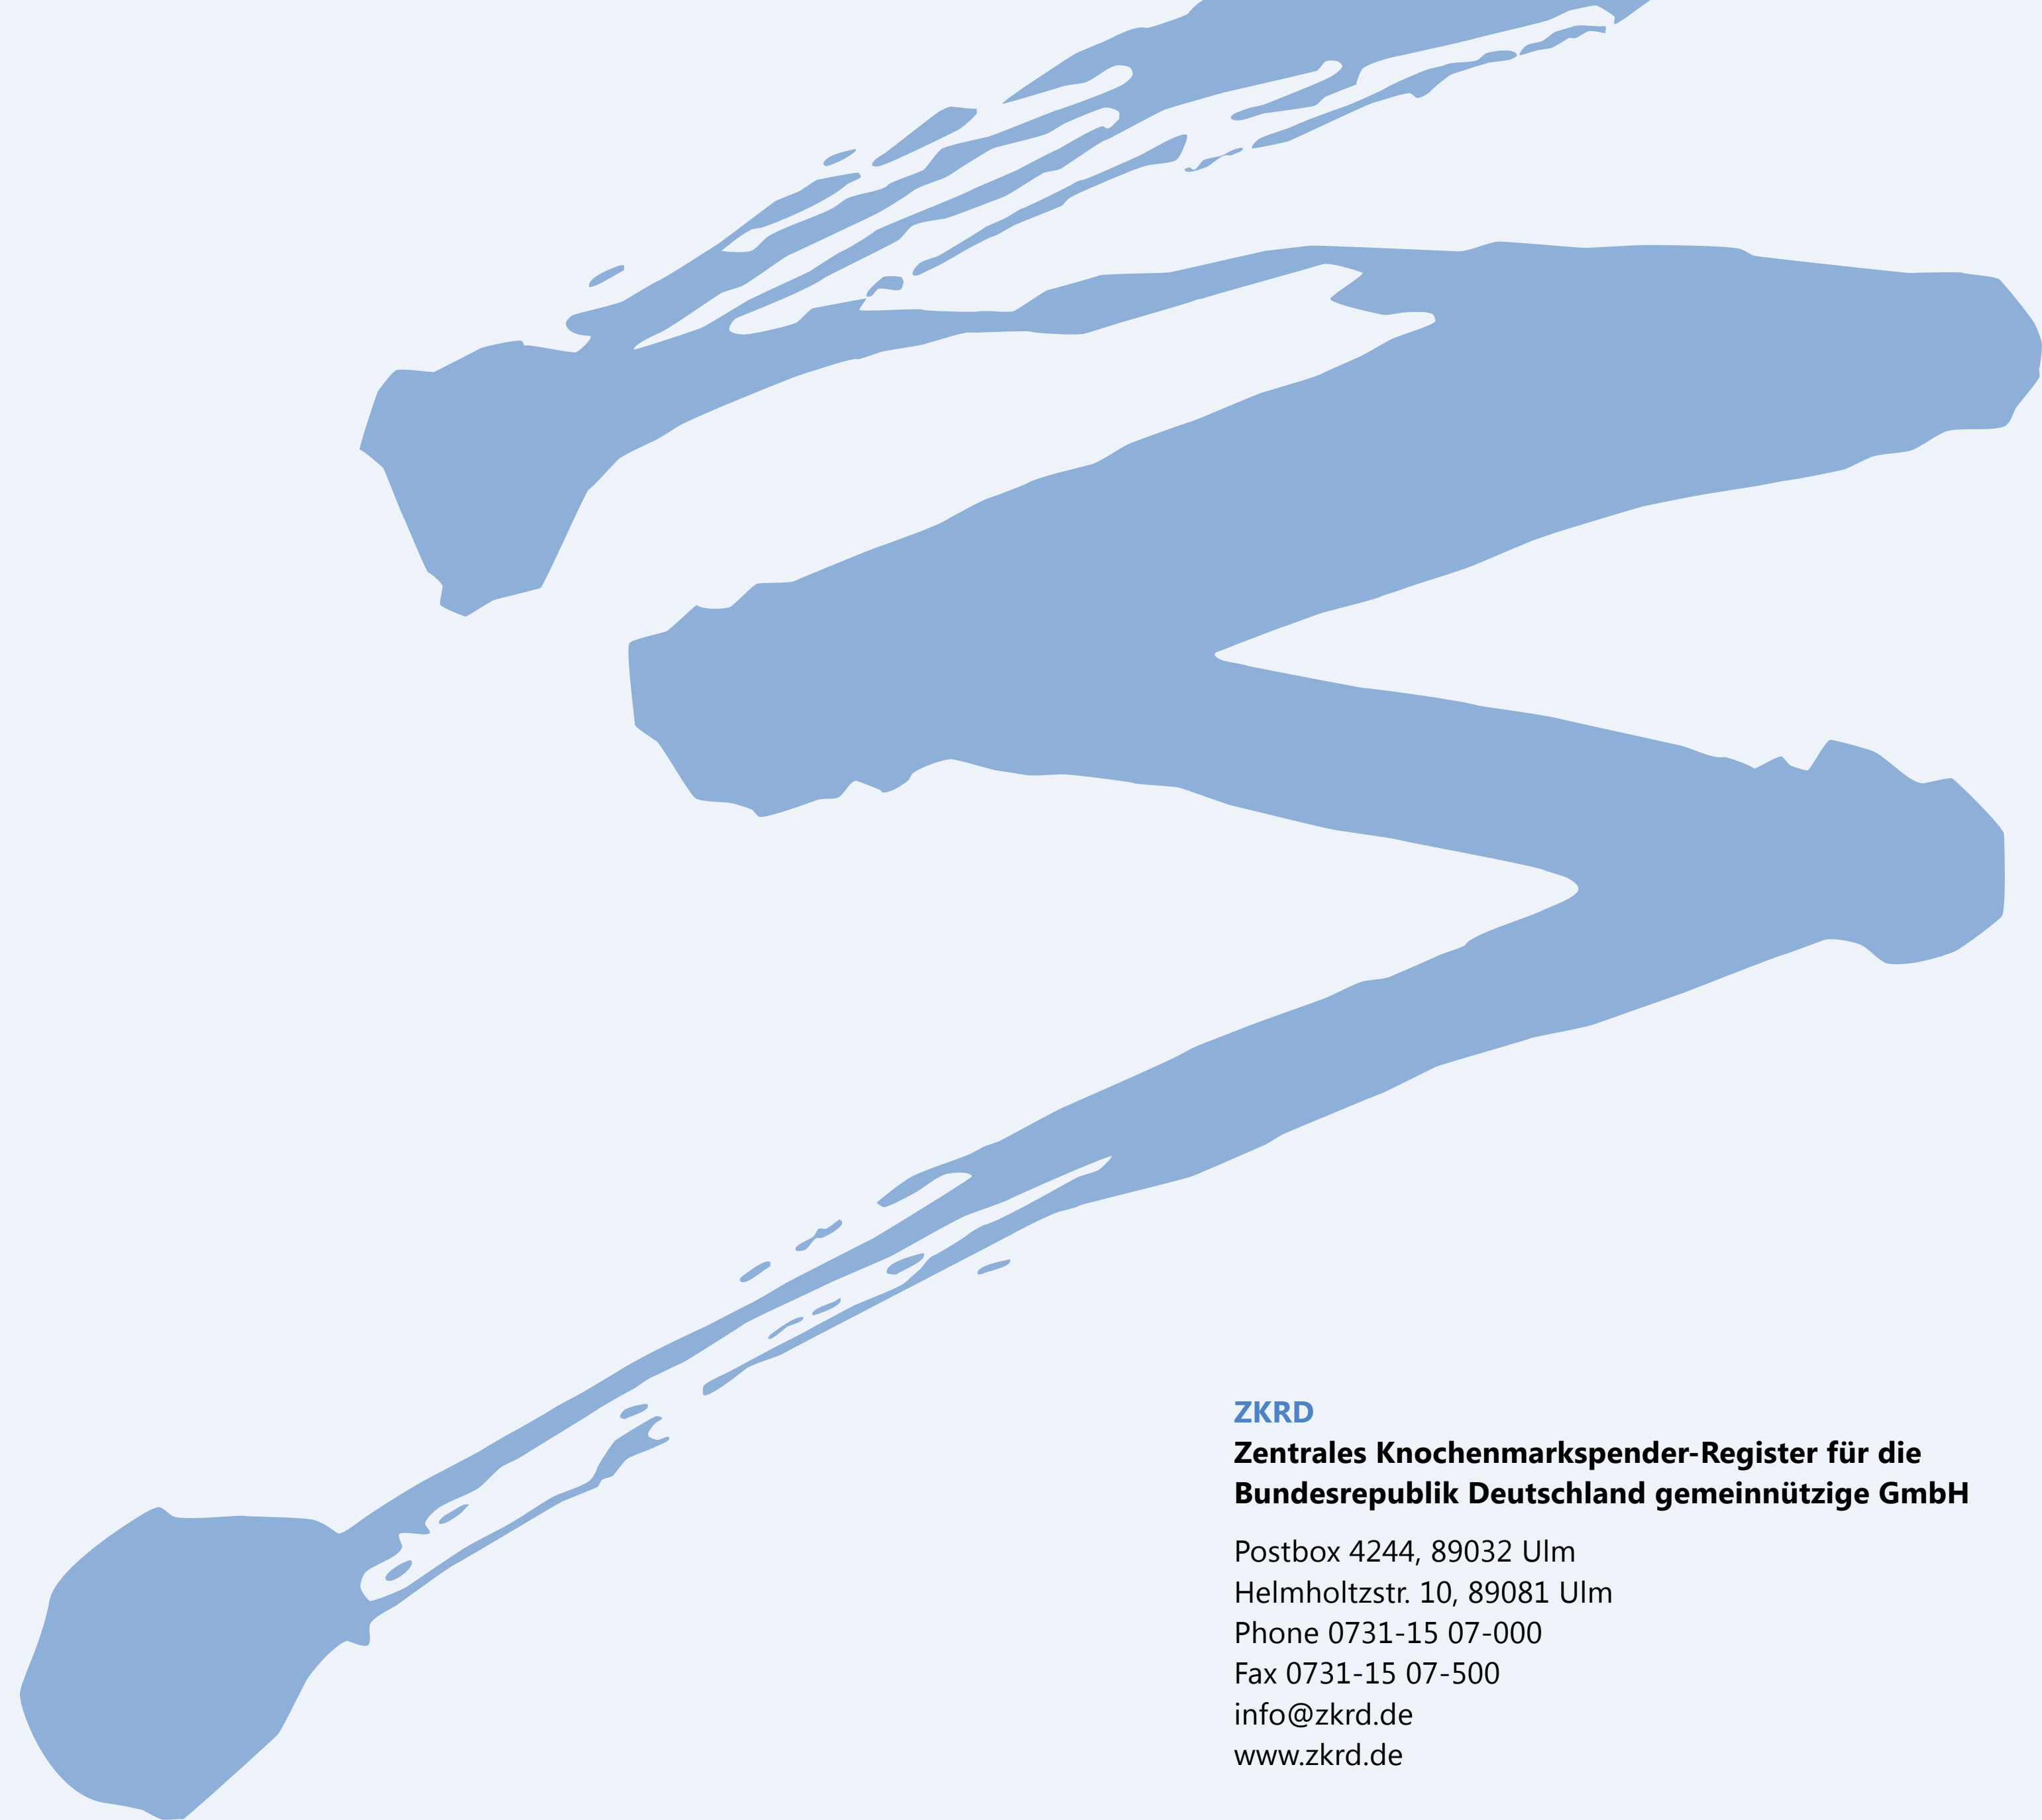 ZKRD
Zentrales Knochenmarkspender-Register für die
Bundesrepublik Deutschland gemeinnützige GmbH
Postbox 4244, 89032 Ulm
Helmholtzstr. 10, 89081 Ulm
Phone 0731-15 07-000
Fax 0731-15 07-500
info@zkrd.de
www.zkrd.de